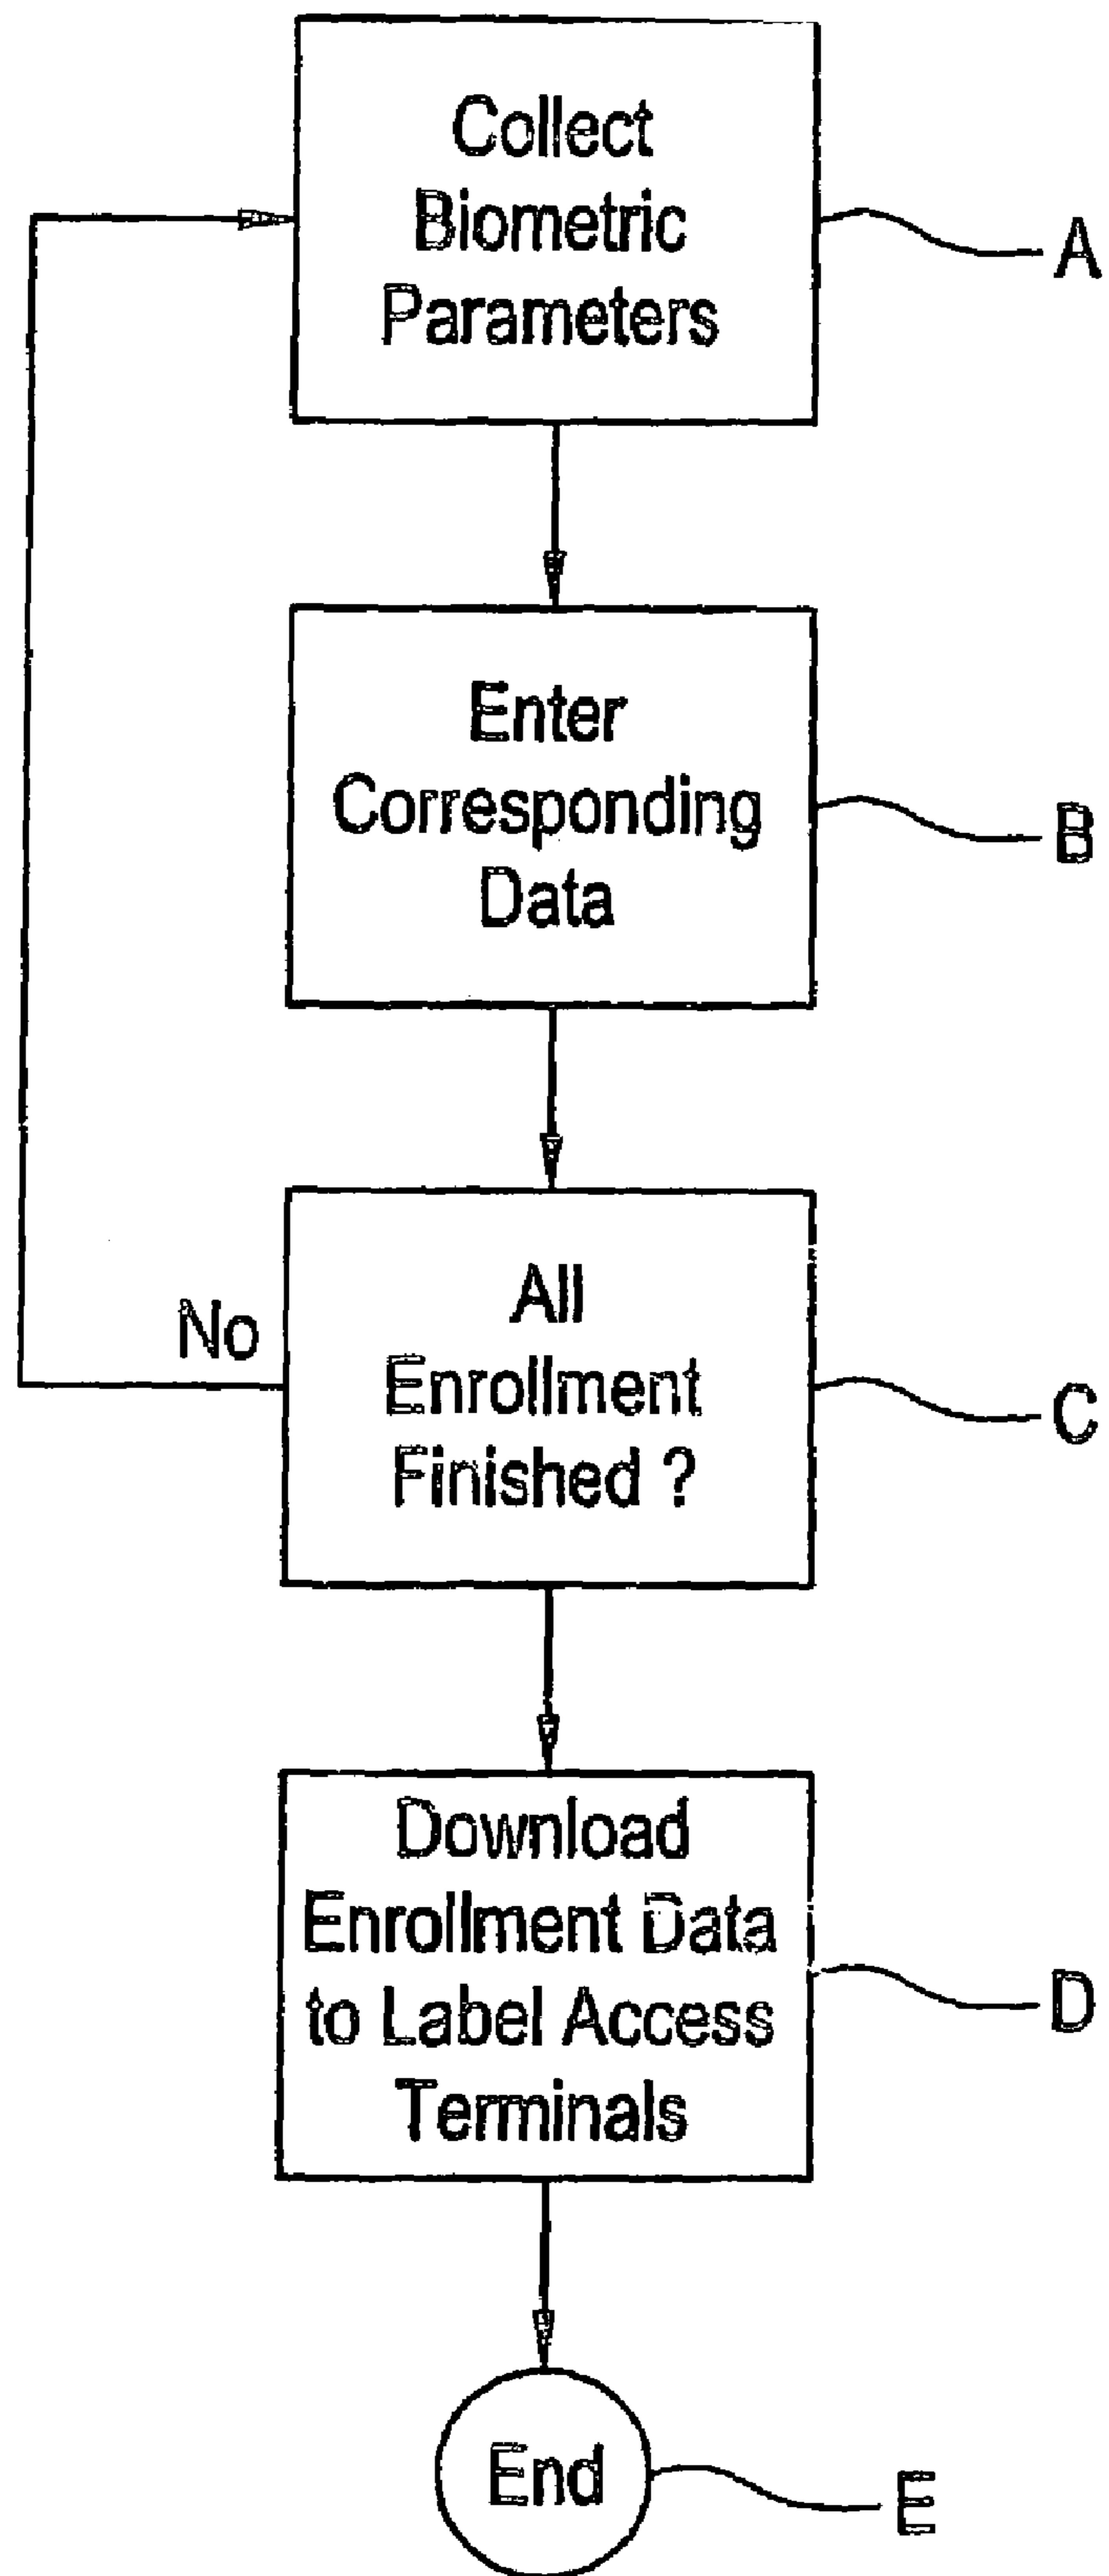 Collect
Biometric
Parameters
A
Enter
Corresponding
Data
B
All
Enrollment
Finished ?
No
C
Download
Enrollment Data
to Label Access
Terminals
D
End
E